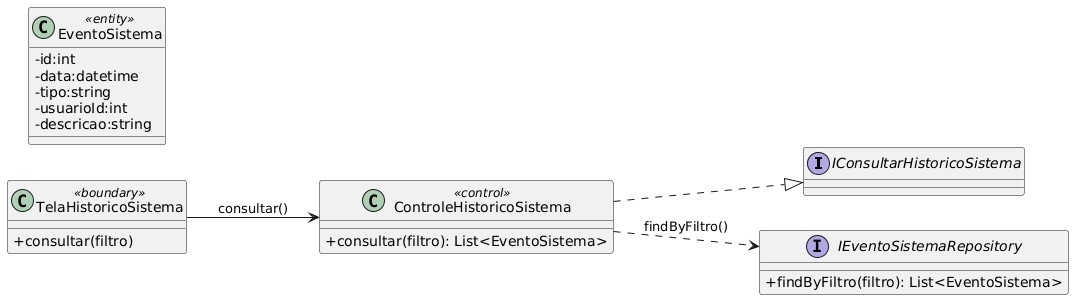 C
«entity»
EventoSistema
-id:int
-data:datetime
-tipo:string
-usuarioId:int
-descricao:string
C
«boundary»
TelaHistoricoSistema
+consultar(filtro)
consultar()
C
«control»
ControleHistoricoSistema
+consultar(filtro): List<EventoSistema>
I
IConsultarHistoricoSistema
findByFiltro()
I
IEventoSistemaRepository
+findByFiltro(filtro): List<EventoSistema>